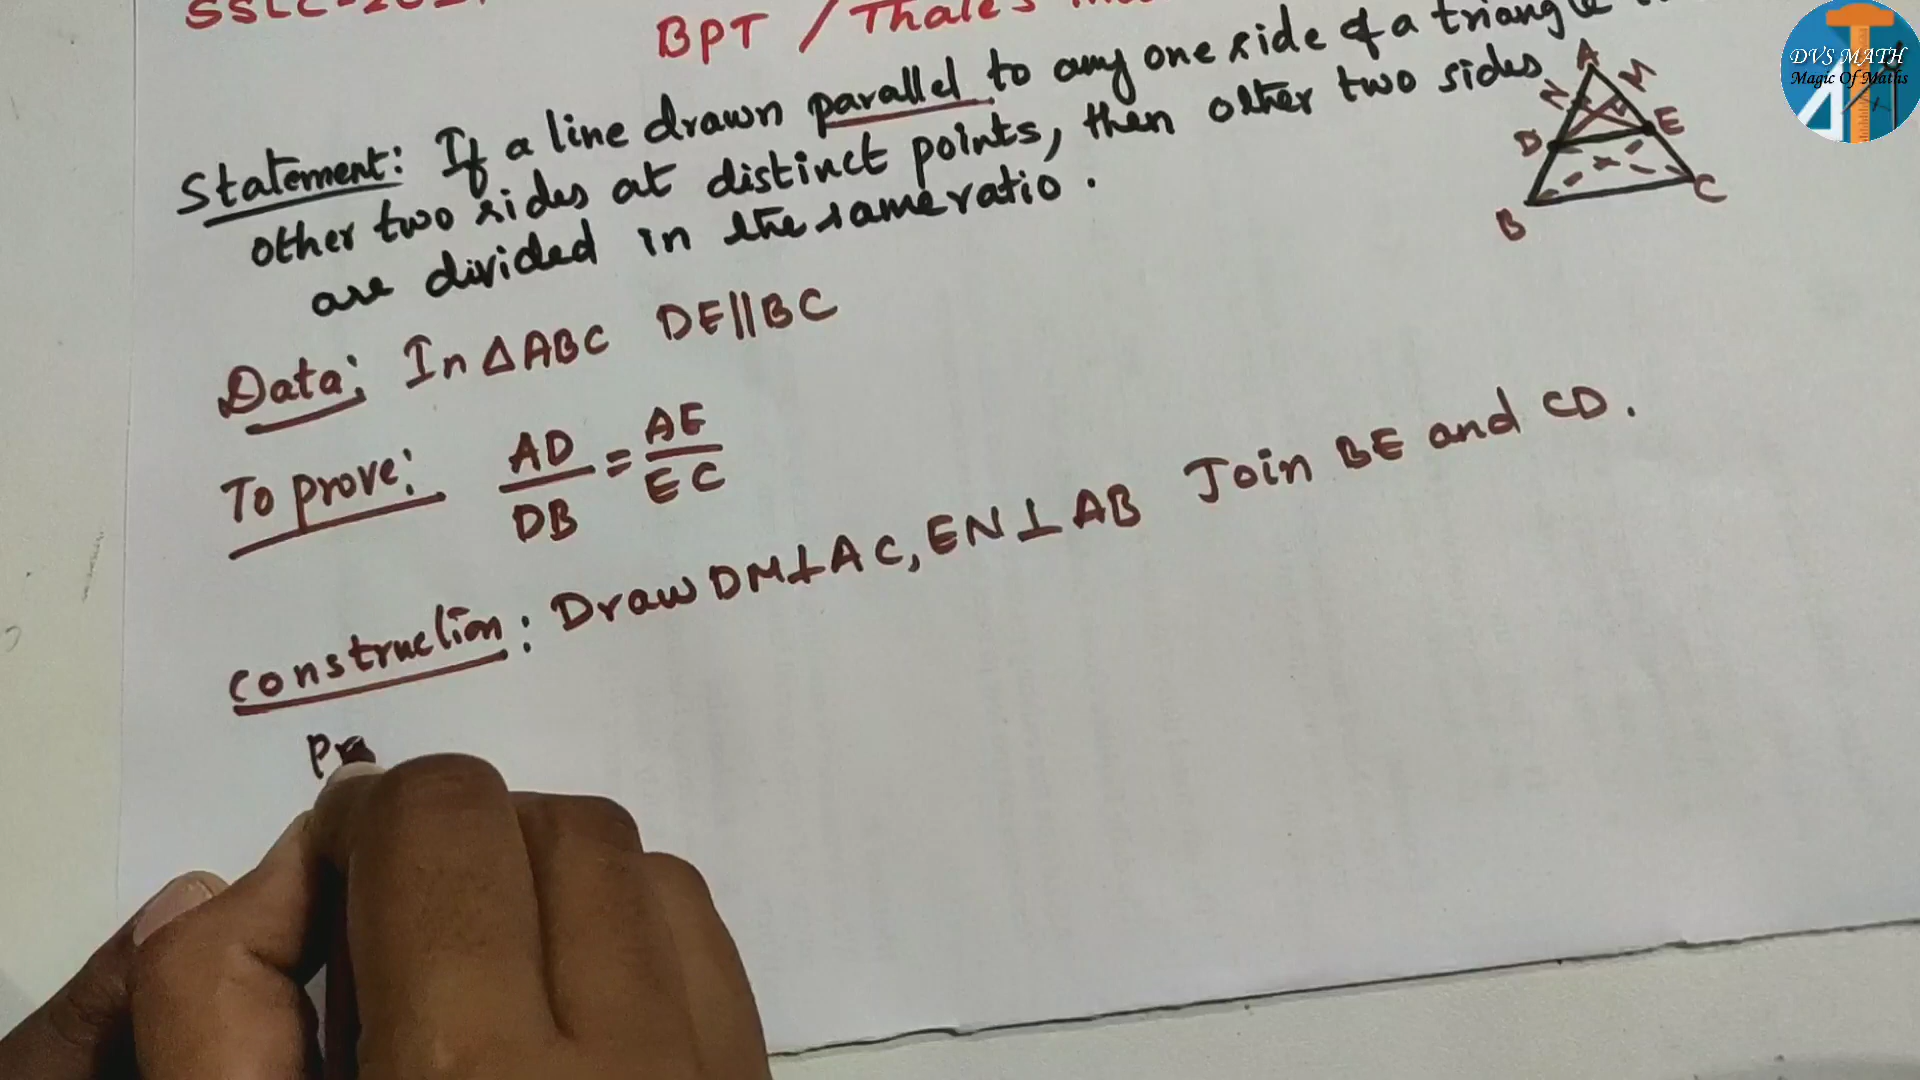 BPT / Thale's
Statement: If a line drawn parallel to any one side of a triangle
other two sides at distinct points, then other two sides
are divided in the same ratio.
Data: In △ABC DE||BC
To prove: AD/DB = AE/EC
Construction: Draw DM⊥AC, EN⊥AB Join BE and CD.
Pr
A
N M
D E
B C
DVS MATH
Magic Of Maths